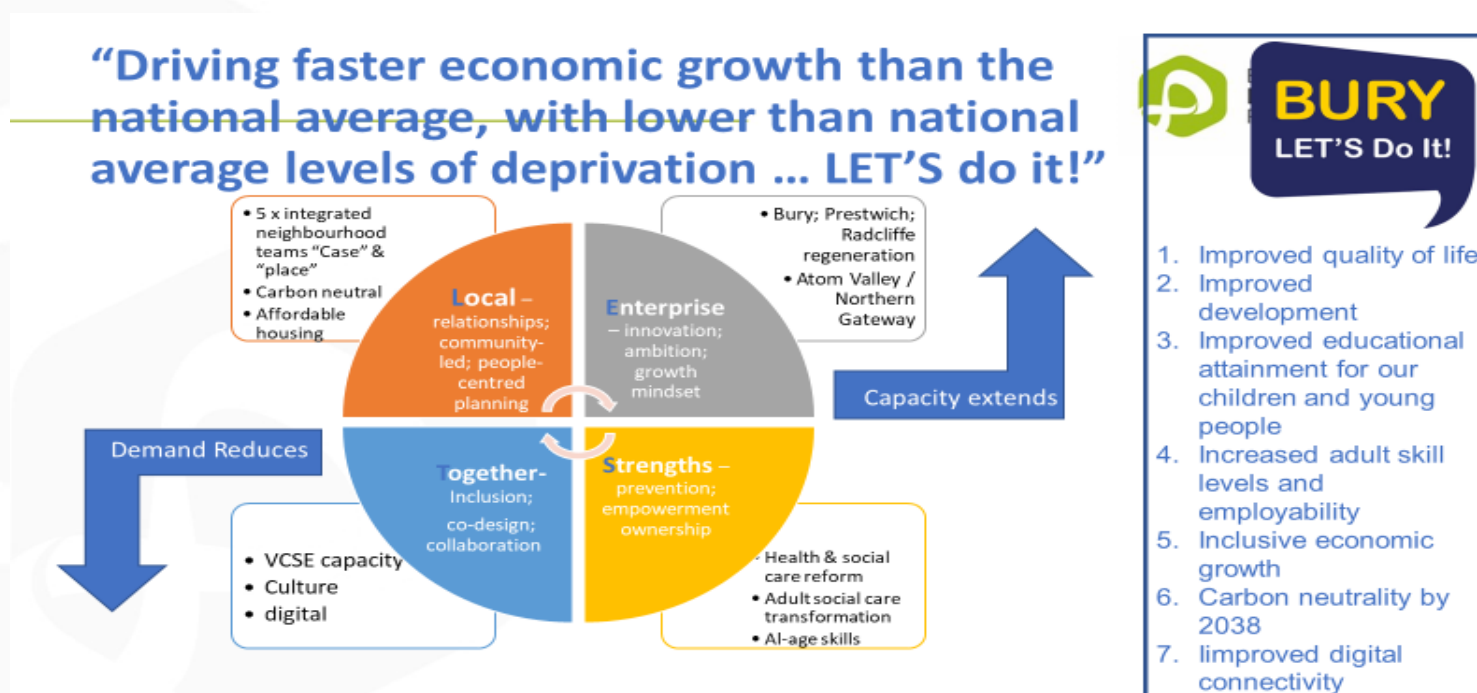 “Driving faster economic growth than the
national average, with lower than national
average levels of deprivation ... LET’S do it!”
• 5 x integrated
neighbourhood
teams “Case” &
“place”
• Carbon neutral
• Affordable
housing
Local –
relationships;
community-
led; people-
centred
planning
Enterprise
– innovation;
ambition;
growth
mindset
• Bury; Prestwich;
Radcliffe
regeneration
• Atom Valley /
Northern
Gateway
Capacity extends
Demand Reduces
Together-
Inclusion;
co-design;
collaboration
Strengths –
prevention;
empowerment
ownership
• VCSE capacity
• Culture
• digital
• Health & social
care reform
• Adult social care
transformation
• Al-age skills
BURY
LET’S Do It!
1. Improved quality of life
2. Improved
development
3. Improved educational
attainment for our
children and young
people
4. Increased adult skill
levels and
employability
5. Inclusive economic
growth
6. Carbon neutrality by
2038
7. Iimproved digital
connectivity